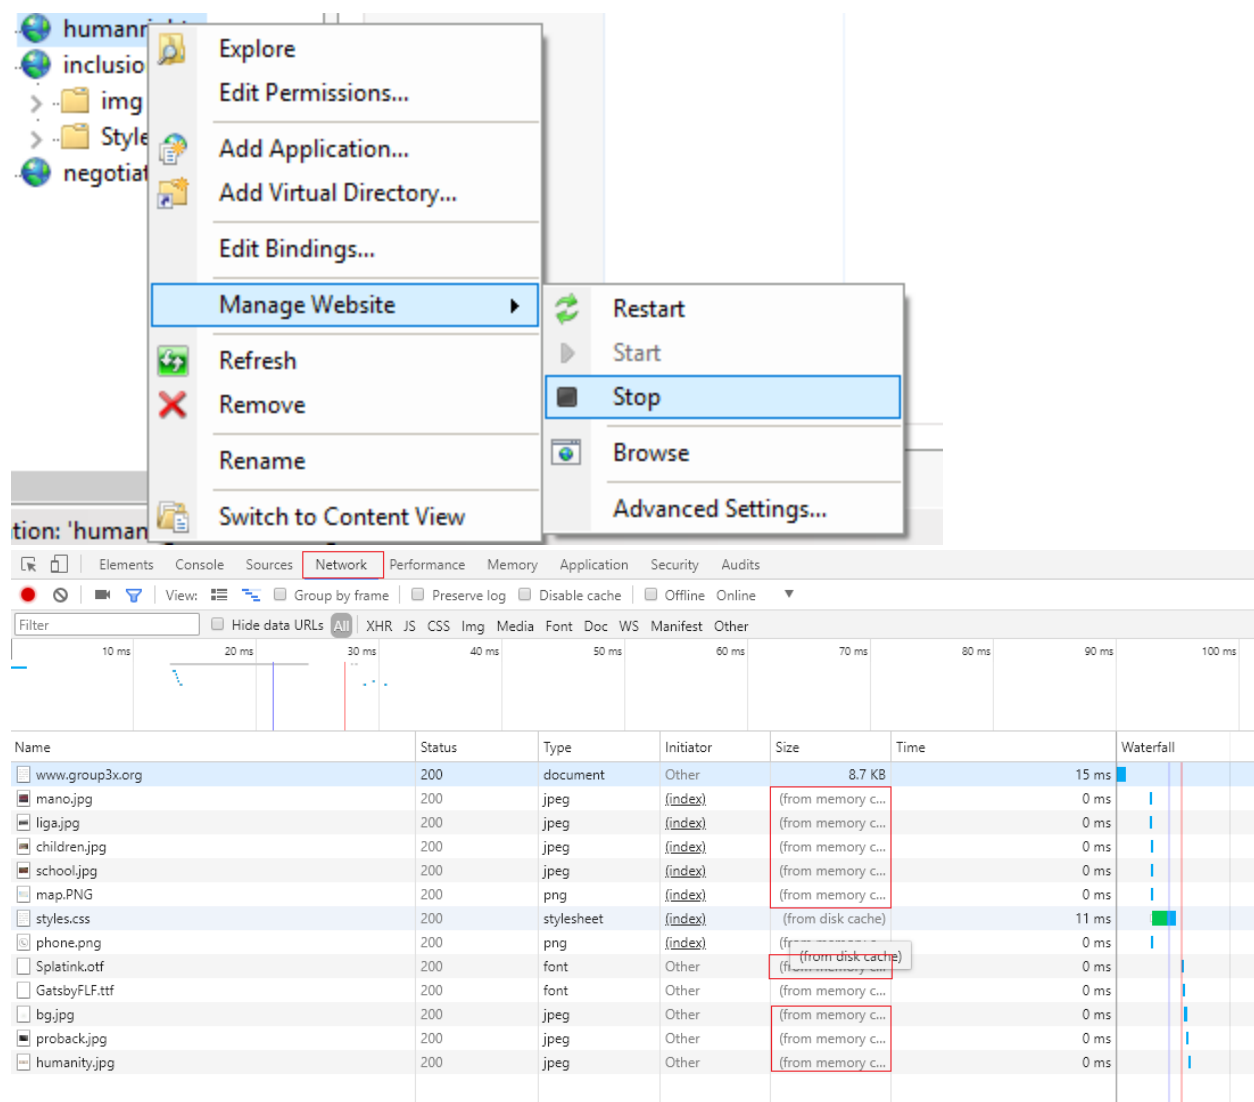 Explore
inclusio
img
Edit Permissions...
Style
Add Application...
negotiat
Add Virtual Directory...
Edit Bindings...
Manage Website
Restart
Start
Refresh
Stop
Remove
Browse
Rename
Advanced Settings...
Switch to Content View
tion: 'human
Elements Console Sources Network Performance Memory Application Security Audits
View: Group by frame Preserve log Disable cache Offline Online
Filter Hide data URLs All XHR JS CSS Img Media Font Doc WS Manifest Other
10 ms 20 ms 30 ms 40 ms 50 ms 60 ms 70 ms 80 ms 90 ms 100 ms
Name Status Type Initiator Size Time Waterfall
www.group3x.org 200 document Other 8.7 KB 15 ms
mano.jpg 200 jpeg (index) (from memory c... 0 ms
liga.jpg 200 jpeg (index) (from memory c... 0 ms
children.jpg 200 jpeg (index) (from memory c... 0 ms
school.jpg 200 jpeg (index) (from memory c... 0 ms
map.PNG 200 png (index) (from memory c... 0 ms
styles.css 200 stylesheet (index) (from disk cache) 11 ms
phone.png 200 png (index) 0 ms
(from disk cache)
Splatink.otf 200 font Other 0 ms
GatsbyFLF.ttf 200 font Other (from memory c... 0 ms
bg.jpg 200 jpeg Other (from memory c... 0 ms
proback.jpg 200 jpeg Other (from memory c... 0 ms
humanity.jpg 200 jpeg Other (from memory c... 0 ms